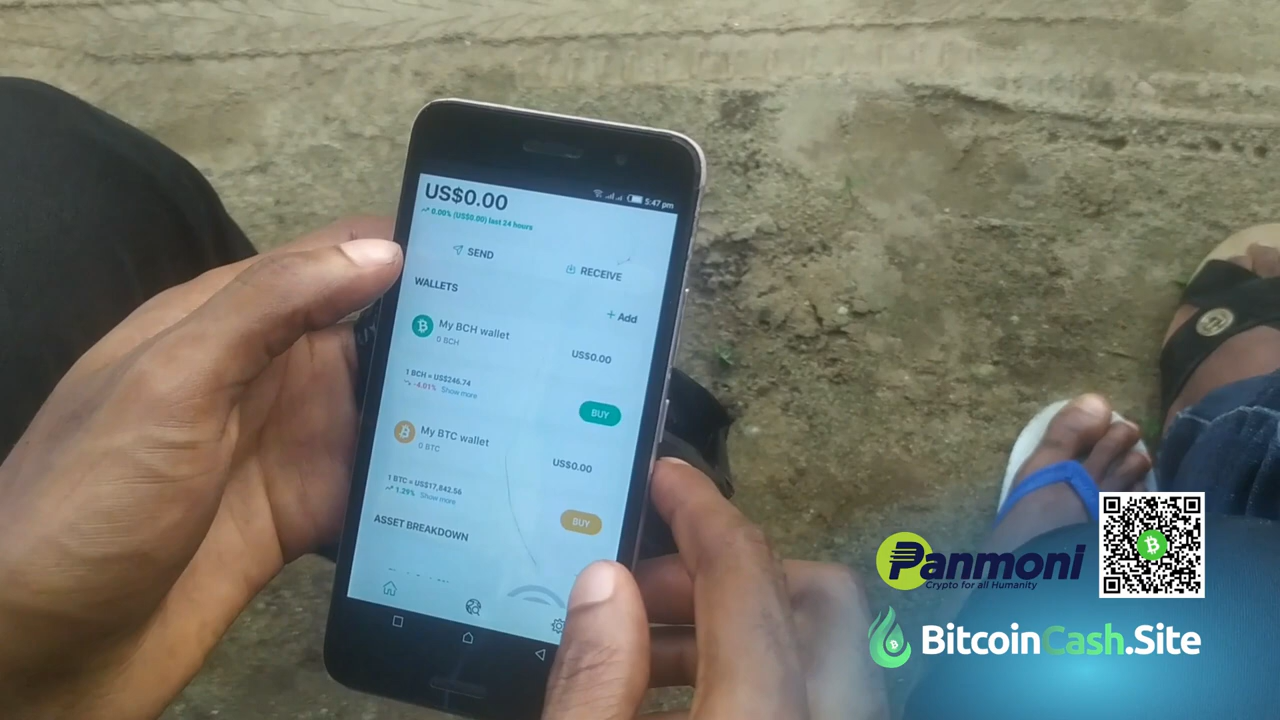 5:47 pm
US$0.00
0.00% (US$0.00) last 24 hours
SEND
RECEIVE
WALLETS
+ Add
My BCH wallet
0 BCH
US$0.00
1 BCH = US$246.74
-4.01% Show more
BUY
My BTC wallet
0 BTC
US$0.00
1 BTC = US$17,842.56
1.29% Show more
BUY
ASSET BREAKDOWN
Panmoni
Crypto for all Humanity
BitcoinCash.Site